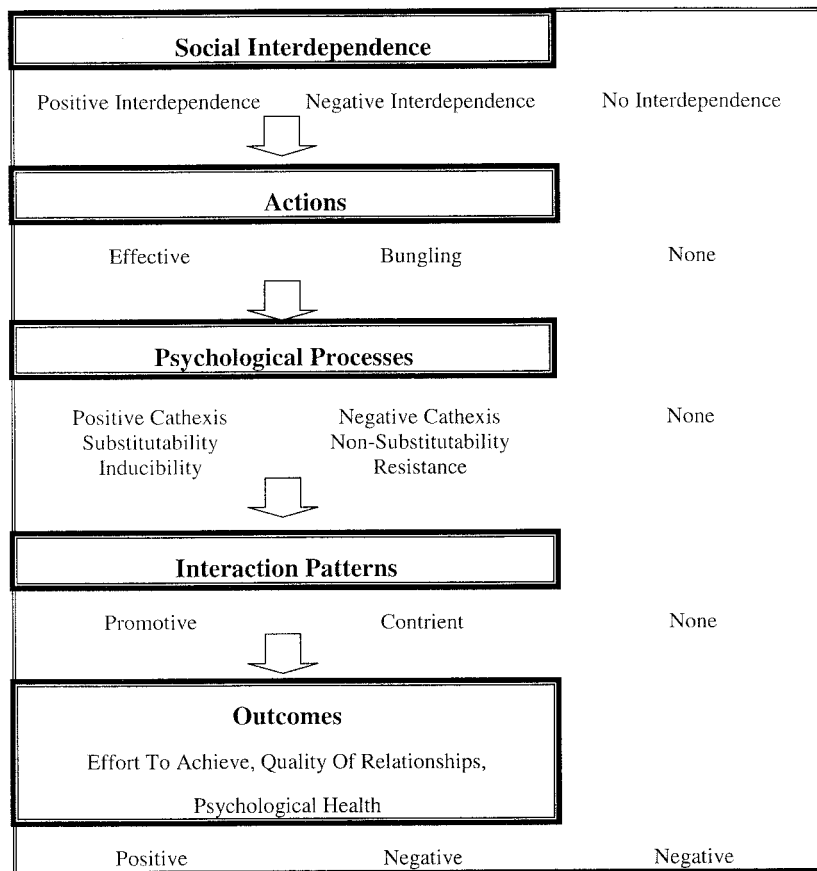 Social Interdependence
Positive Interdependence Negative Interdependence No Interdependence
Actions
Effective Bungling None
Psychological Processes
Positive Cathexis Negative Cathexis None
Substitutability Non-Substitutability
Inducibility Resistance
Interaction Patterns
Promotive Contrient None
Outcomes
Effort To Achieve, Quality Of Relationships,
Psychological Health
Positive Negative Negative